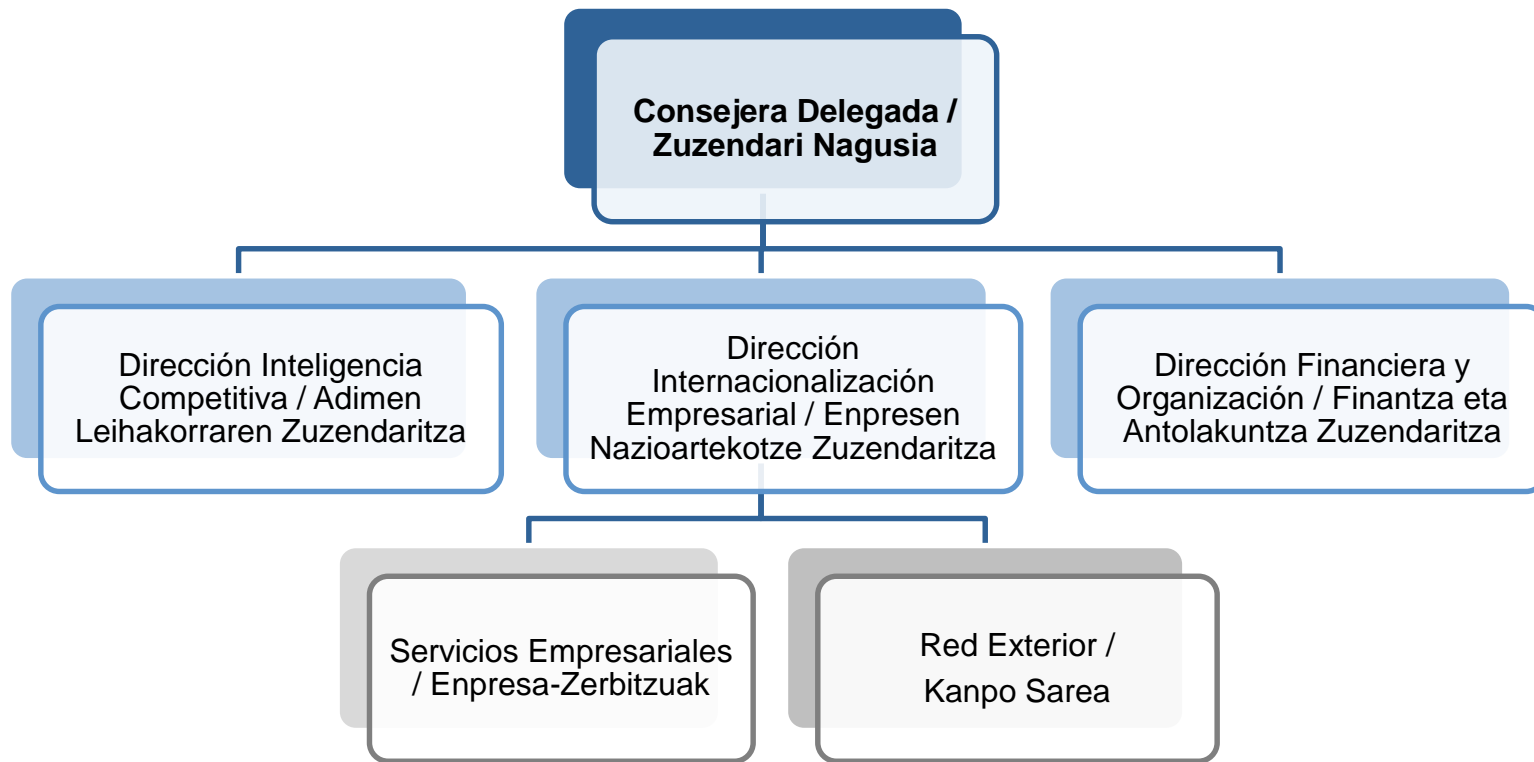 Consejera Delegada /
Zuzendari Nagusia
Dirección Inteligencia
Competitiva / Adimen
Leihakorraren Zuzendaritza
Dirección
Internacionalización
Empresarial / Enpresen
Nazioartekotze Zuzendaritza
Dirección Financiera y
Organización / Finantza eta
Antolakuntza Zuzendaritza
Servicios Empresariales
/ Enpresa-Zerbitzuak
Red Exterior /
Kanpo Sarea